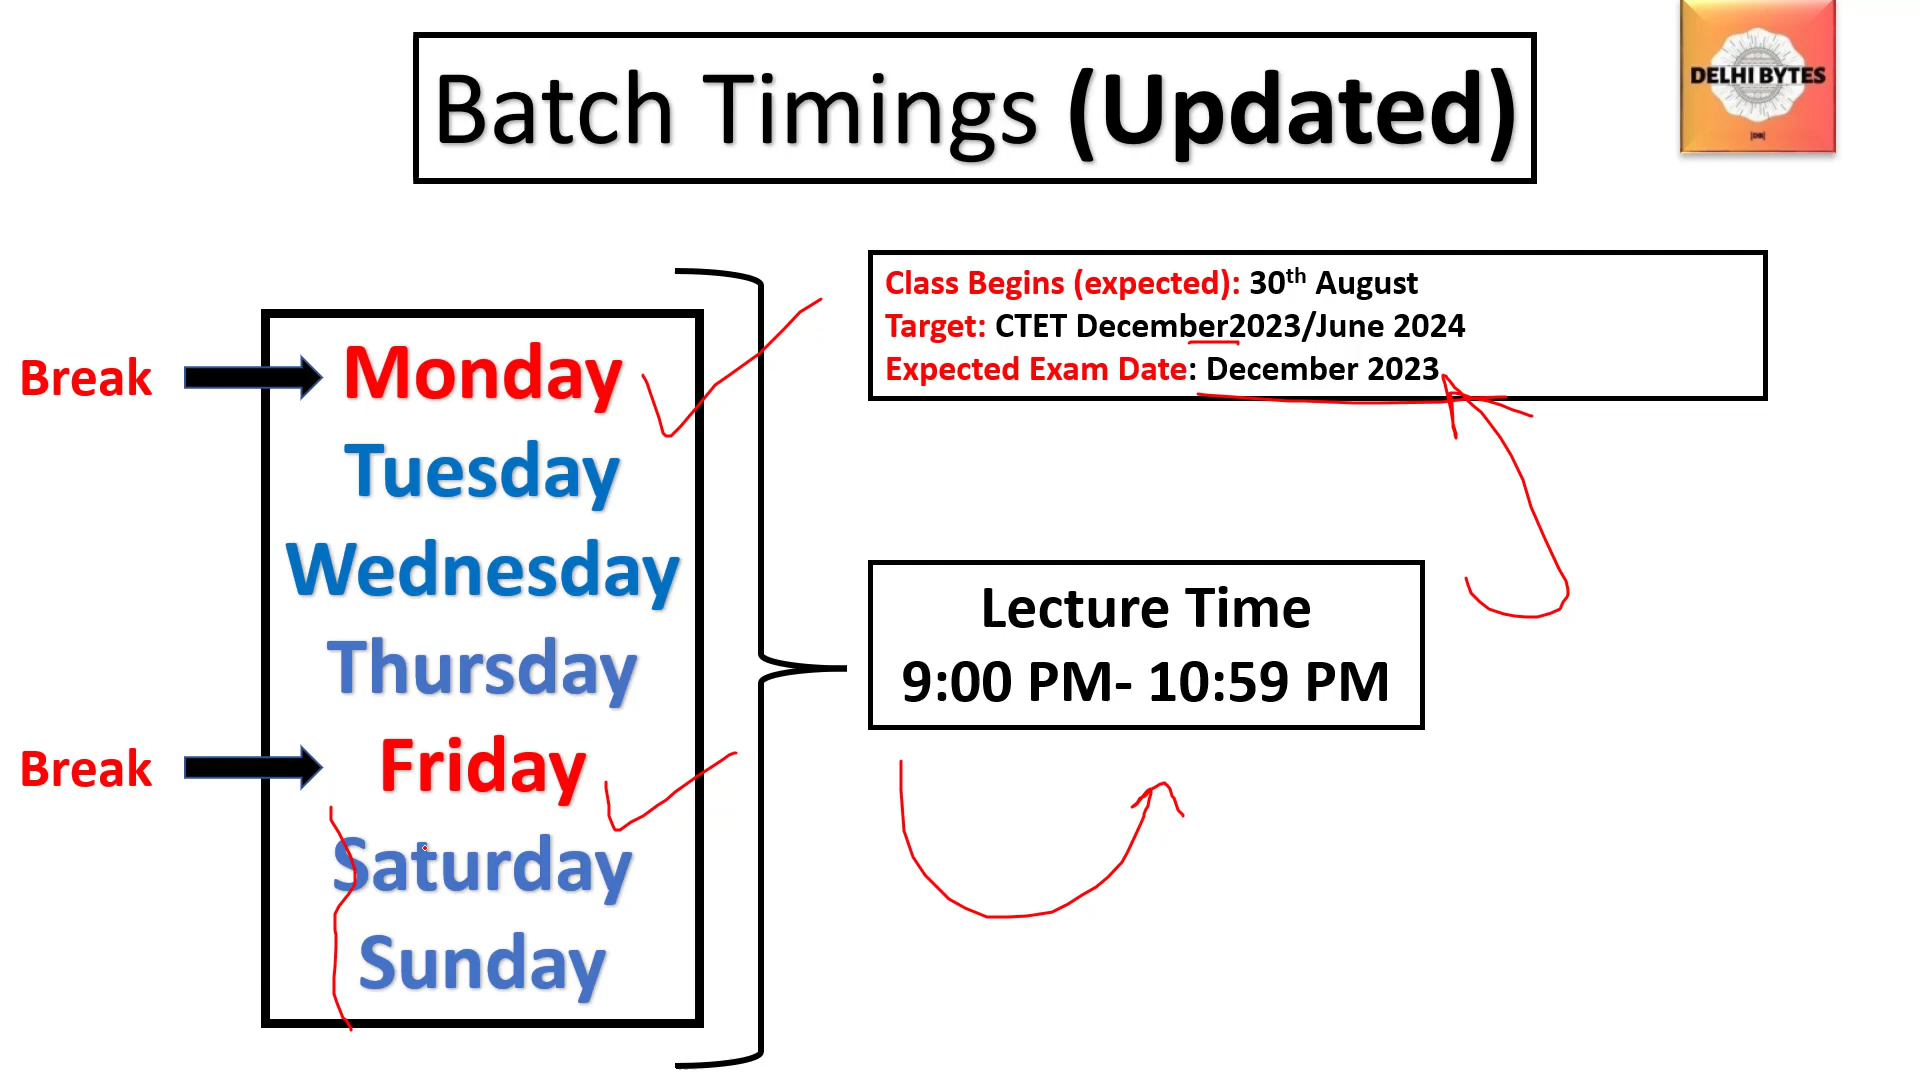 Batch Timings (Updated)
DELHI BYTES
|DB|
Class Begins (expected): 30th August
Target: CTET December2023/June 2024
Expected Exam Date: December 2023
Break
Monday
Tuesday
Wednesday
Thursday
Break
Friday
Saturday
Sunday
Lecture Time
9:00 PM- 10:59 PM